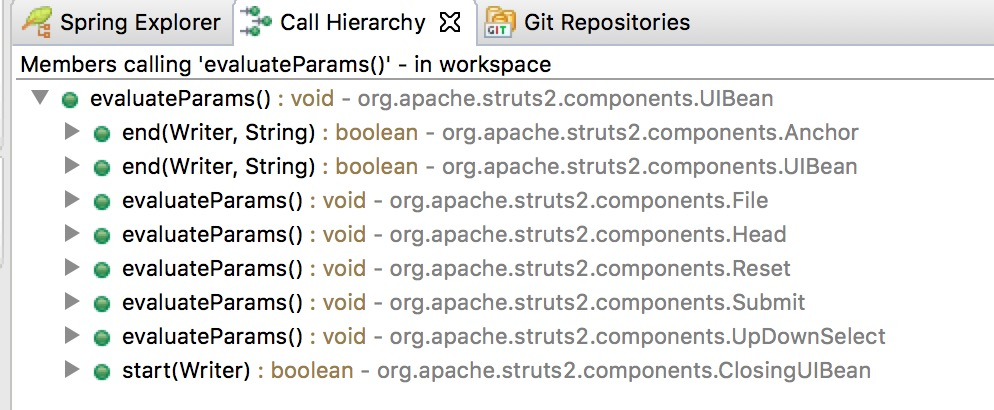 Spring Explorer Call Hierarchy GIT Git Repositories
Members calling 'evaluateParams()' - in workspace
evaluateParams() : void - org.apache.struts2.components.UIBean
end(Writer, String) : boolean - org.apache.struts2.components.Anchor
end(Writer, String) : boolean - org.apache.struts2.components.UIBean
evaluateParams() : void - org.apache.struts2.components.File
evaluateParams() : void - org.apache.struts2.components.Head
evaluateParams() : void - org.apache.struts2.components.Reset
evaluateParams() : void - org.apache.struts2.components.Submit
evaluateParams() : void - org.apache.struts2.components.UpDownSelect
start(Writer) : boolean - org.apache.struts2.components.ClosingUIBean